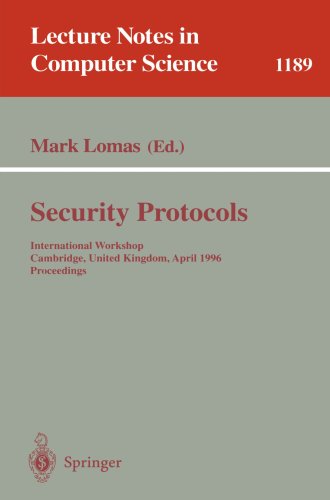 Lecture Notes in
Computer Science 1189
Mark Lomas (Ed.)
Security Protocols
International Workshop
Cambridge, United Kingdom, April 1996
Proceedings
Springer